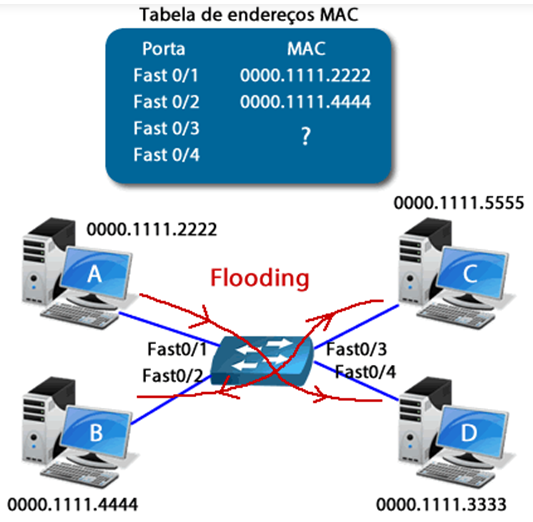 Tabela de endereços MAC
Porta MAC
Fast 0/1 0000.1111.2222
Fast 0/2 0000.1111.4444
Fast 0/3 ?
Fast 0/4
0000.1111.5555
0000.1111.2222
A
Flooding
C
Fast0/1
Fast0/3
Fast0/2
Fast0/4
B
D
0000.1111.4444
0000.1111.3333